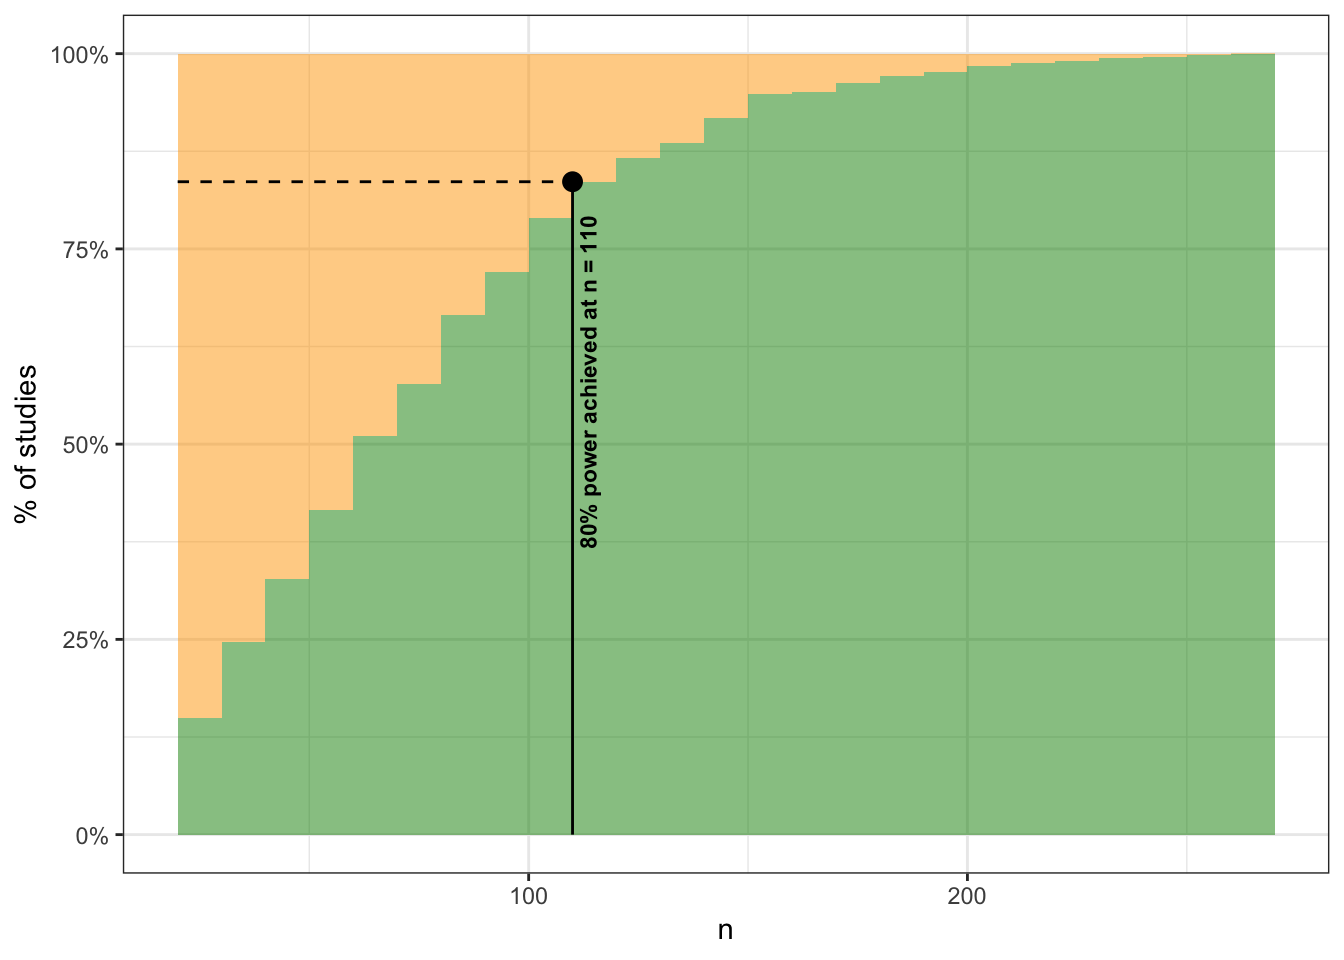 100%
75%
50%
25%
0%
% of studies
80% power achieved at n = 110
100
200
n